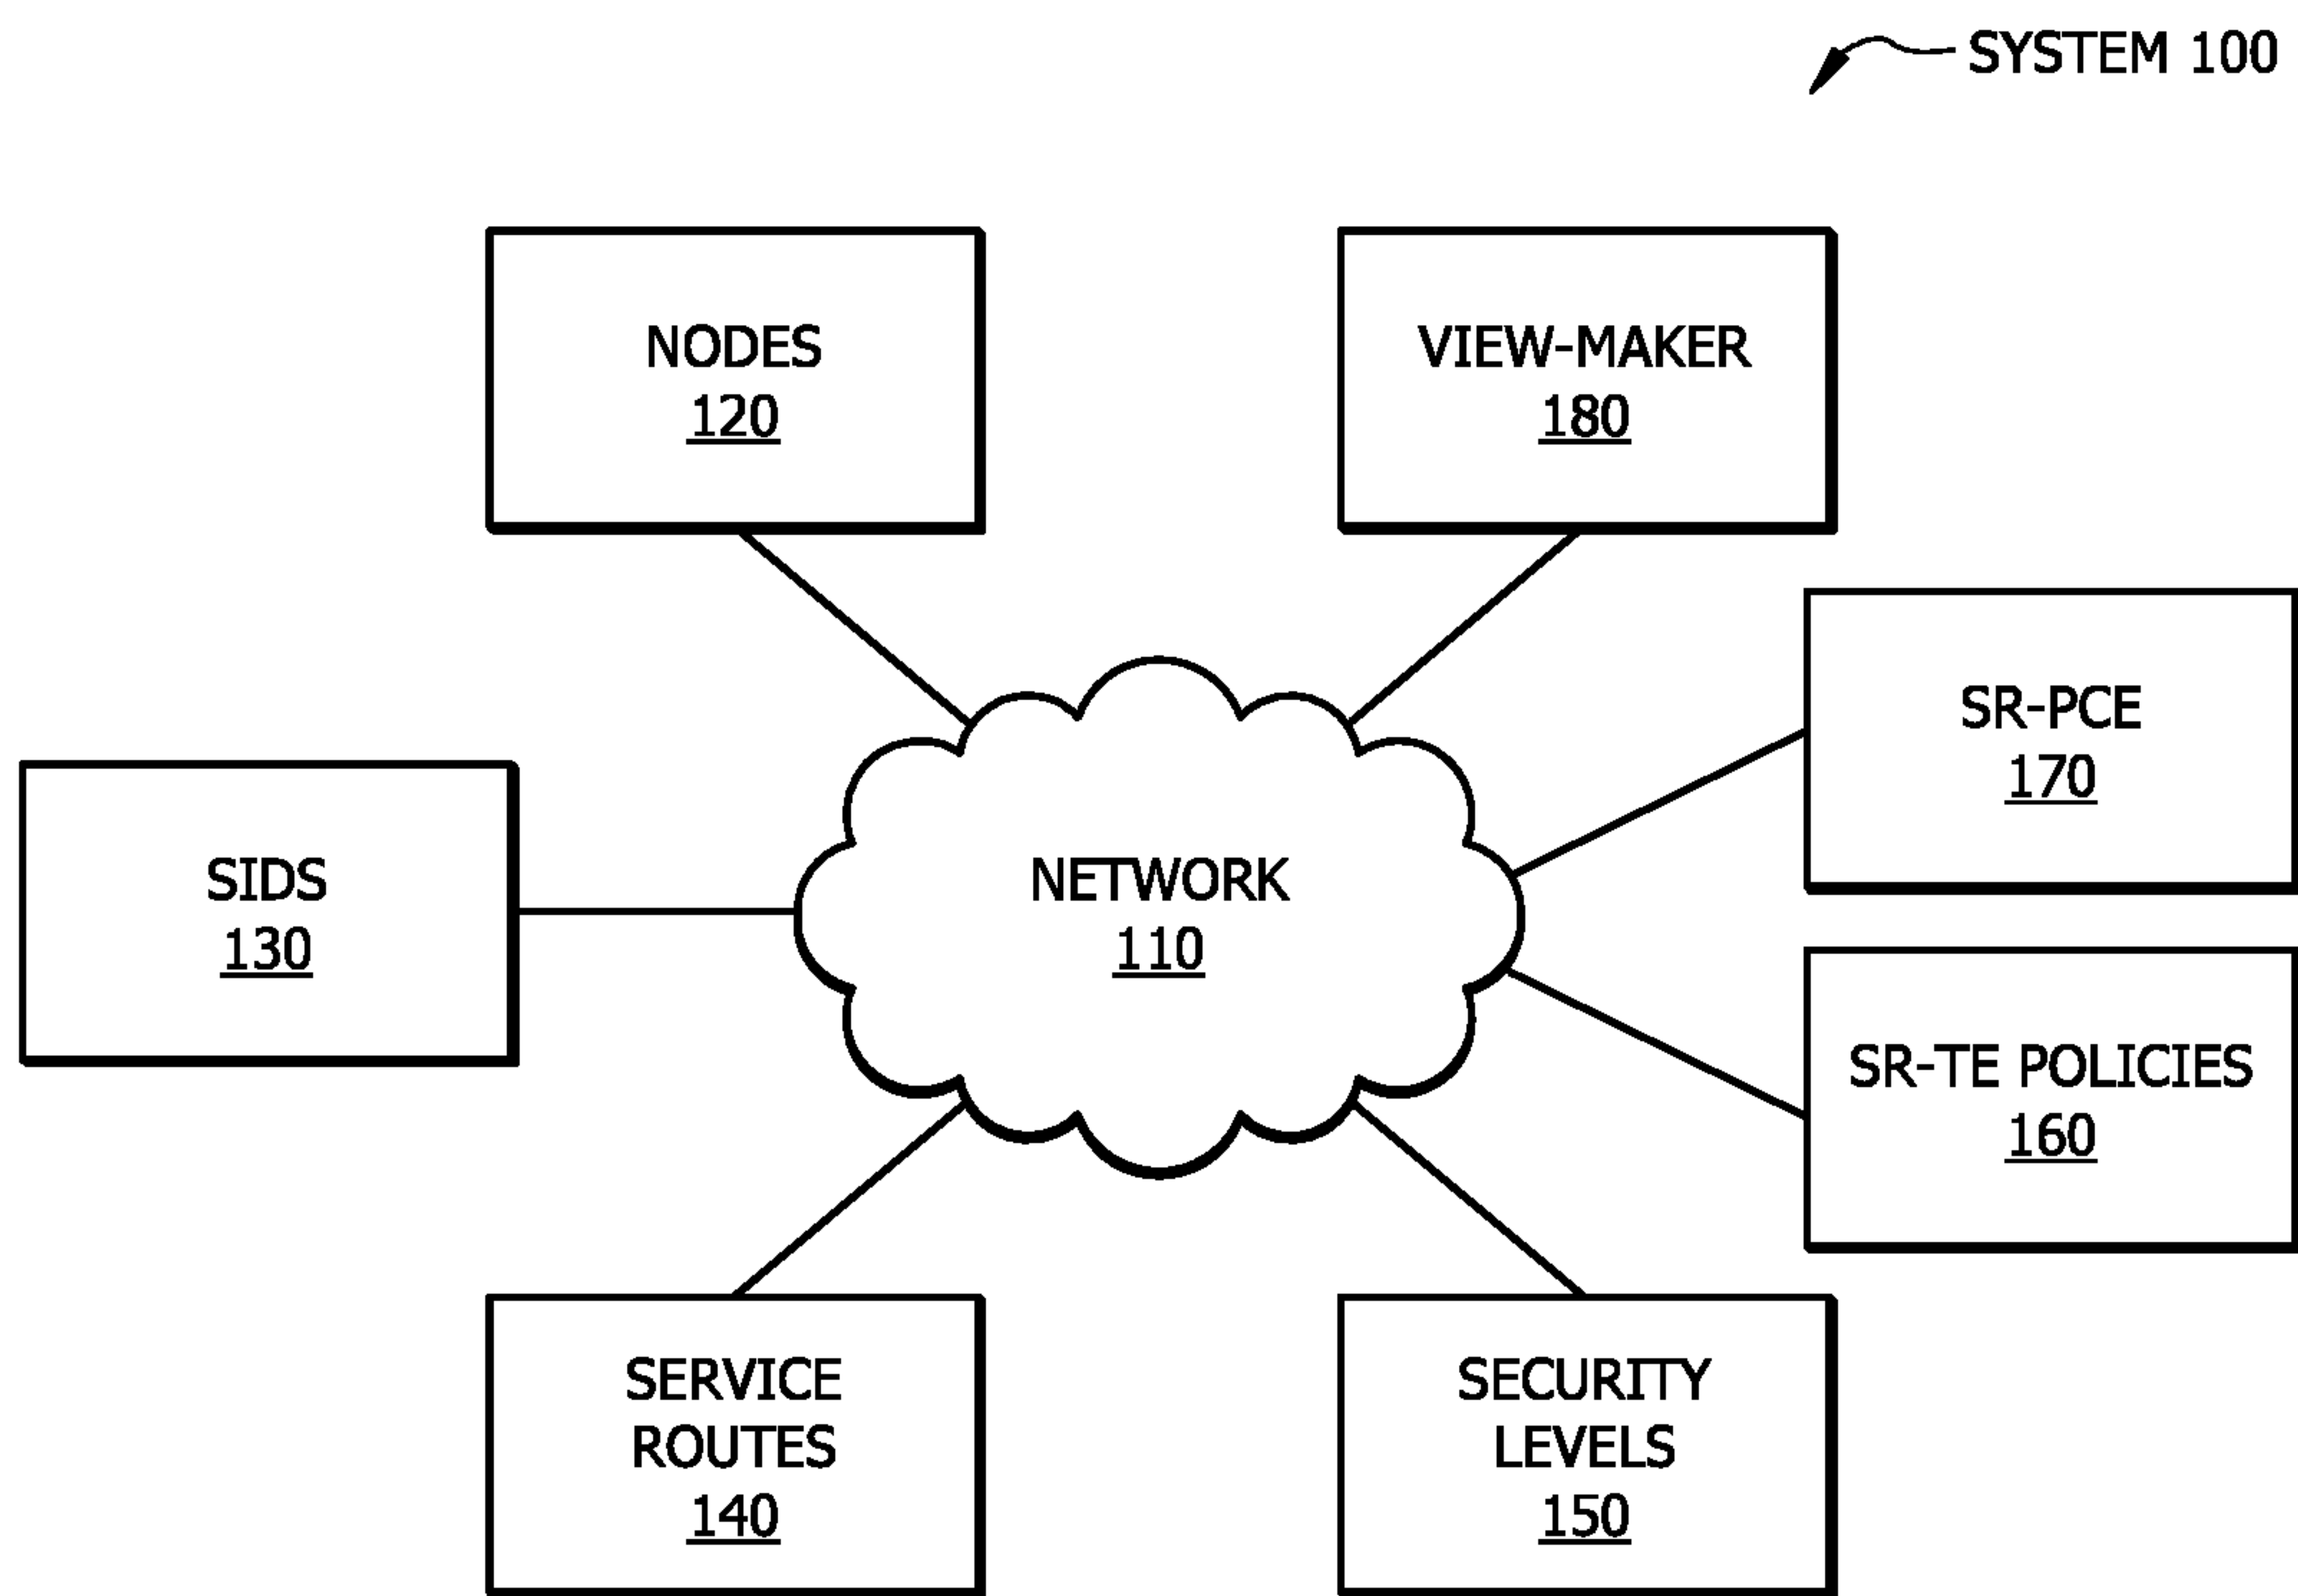 SYSTEM 100
NODES
120
VIEW-MAKER
180
SR-PCE
170
SIDS
130
NETWORK
110
SR-TE POLICIES
160
SERVICE
ROUTES
140
SECURITY
LEVELS
150